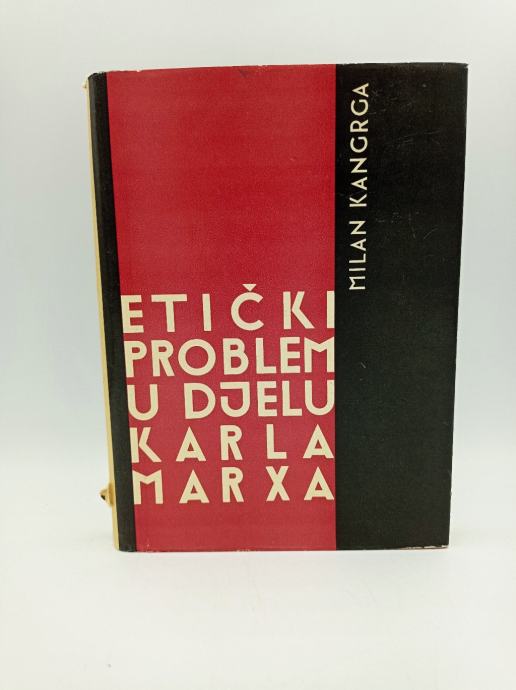 MILAN KANGRGA
ETIČKI
PROBLEM
U DJELU
KARLA
MARXA